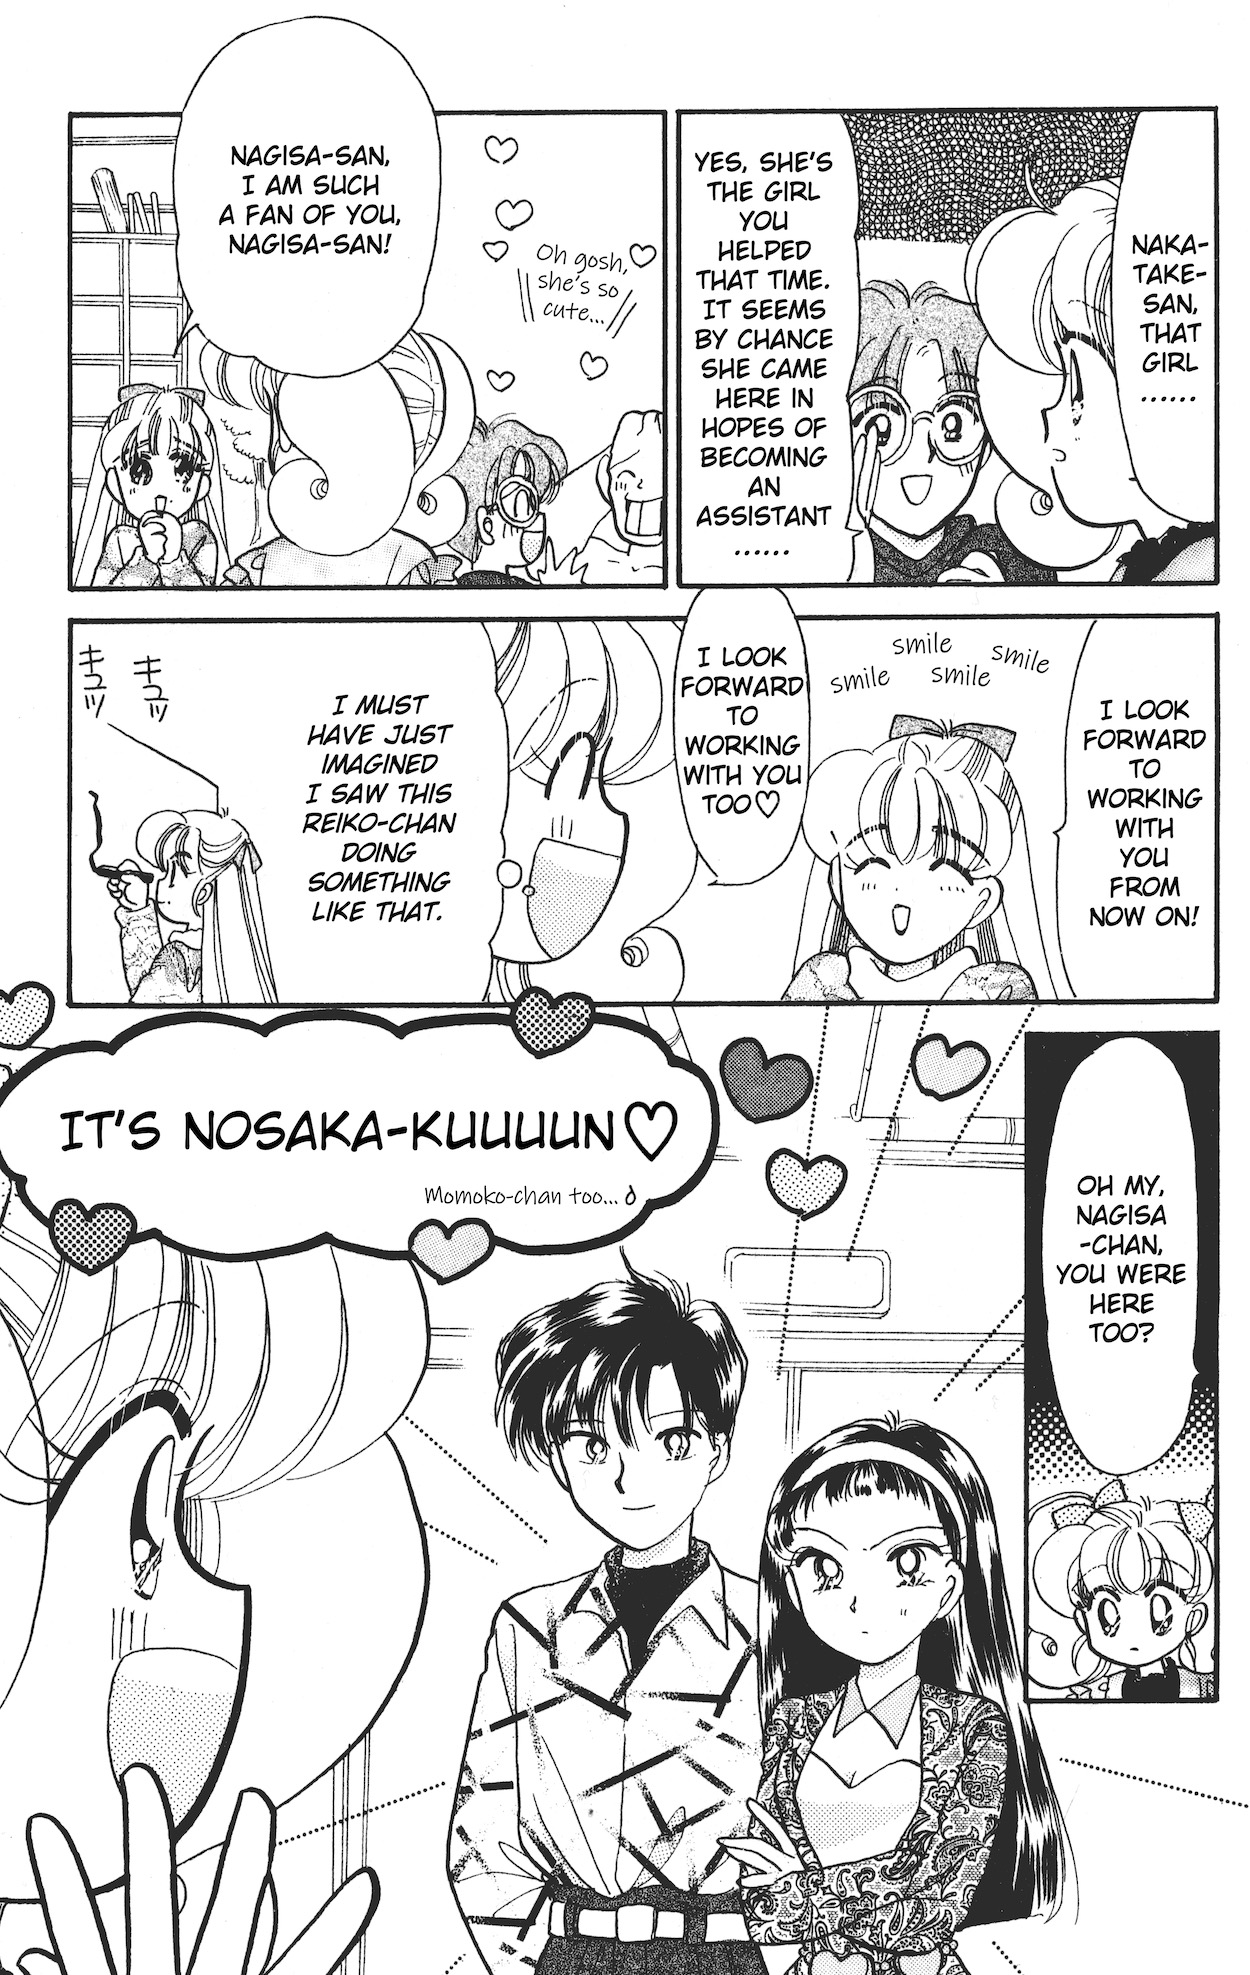 NAKA-
TAKE-
SAN,
THAT
GIRL
......
YES, SHE'S
THE GIRL
YOU
HELPED
THAT TIME.
IT SEEMS
BY CHANCE
SHE CAME
HERE IN
HOPES OF
BECOMING
AN
ASSISTANT
......
NAGISA-SAN,
I AM SUCH
A FAN OF YOU,
NAGISA-SAN!
Oh gosh,
she's so
cute...
I LOOK
FORWARD
TO
WORKING
WITH
YOU
FROM
NOW ON!
smile
smile
smile
smile
I LOOK
FORWARD
TO
WORKING
WITH YOU
TOO♡
I MUST
HAVE JUST
IMAGINED
I SAW THIS
REIKO-CHAN
DOING
SOMETHING
LIKE THAT.
キュッ
キュッ
OH MY,
NAGISA
-CHAN,
YOU WERE
HERE
TOO?
IT'S NOSAKA-KUUUUN♡
Momoko-chan too...